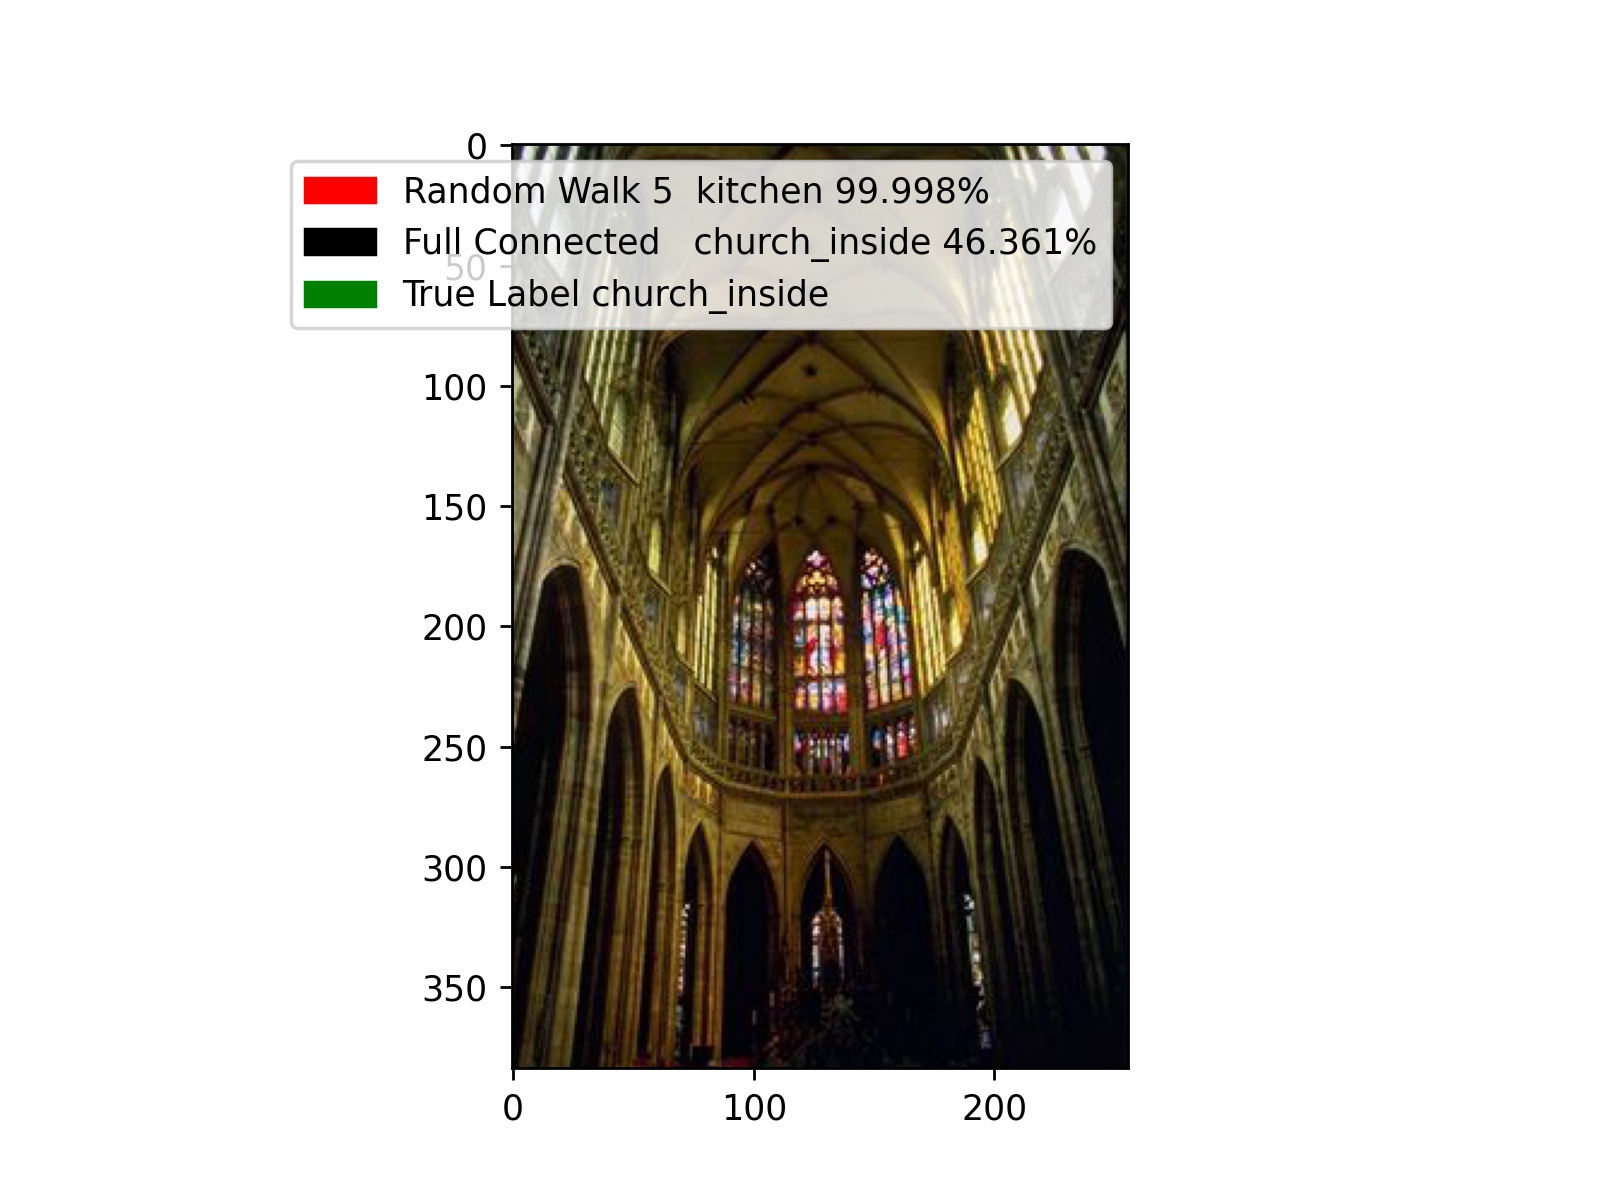 0
Random Walk 5  kitchen 99.998%
Full Connected   church_inside 46.361%
50
True Label church_inside
100
150
200
250
300
350
0 100 200